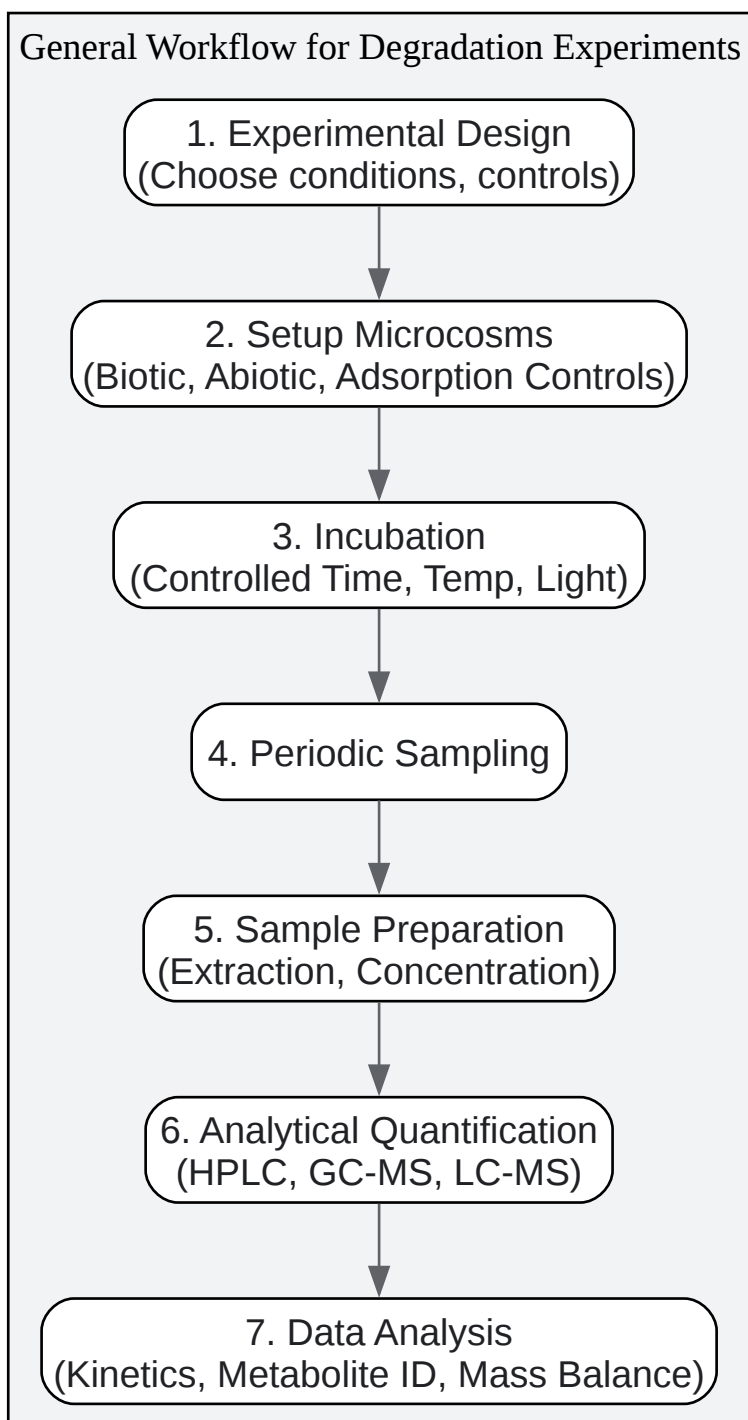 General Workflow for Degradation Experiments
1. Experimental Design
(Choose conditions, controls)
2. Setup Microcosms
(Biotic, Abiotic, Adsorption Controls)
3. Incubation
(Controlled Time, Temp, Light)
4. Periodic Sampling
5. Sample Preparation
(Extraction, Concentration)
6. Analytical Quantification
(HPLC, GC-MS, LC-MS)
7. Data Analysis
(Kinetics, Metabolite ID, Mass Balance)